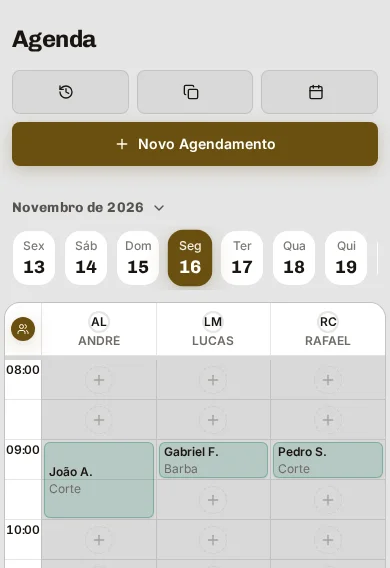 Agenda
Novo Agendamento
Novembro de 2026
Sex Sáb Dom Seg Ter Qua Qui
13 14 15 16 17 18 19
AL LM RC
ANDRE LUCAS RAFAEL
08:00
09:00
João A.
Corte
Gabriel F.
Barba
Pedro S.
Corte
10:00